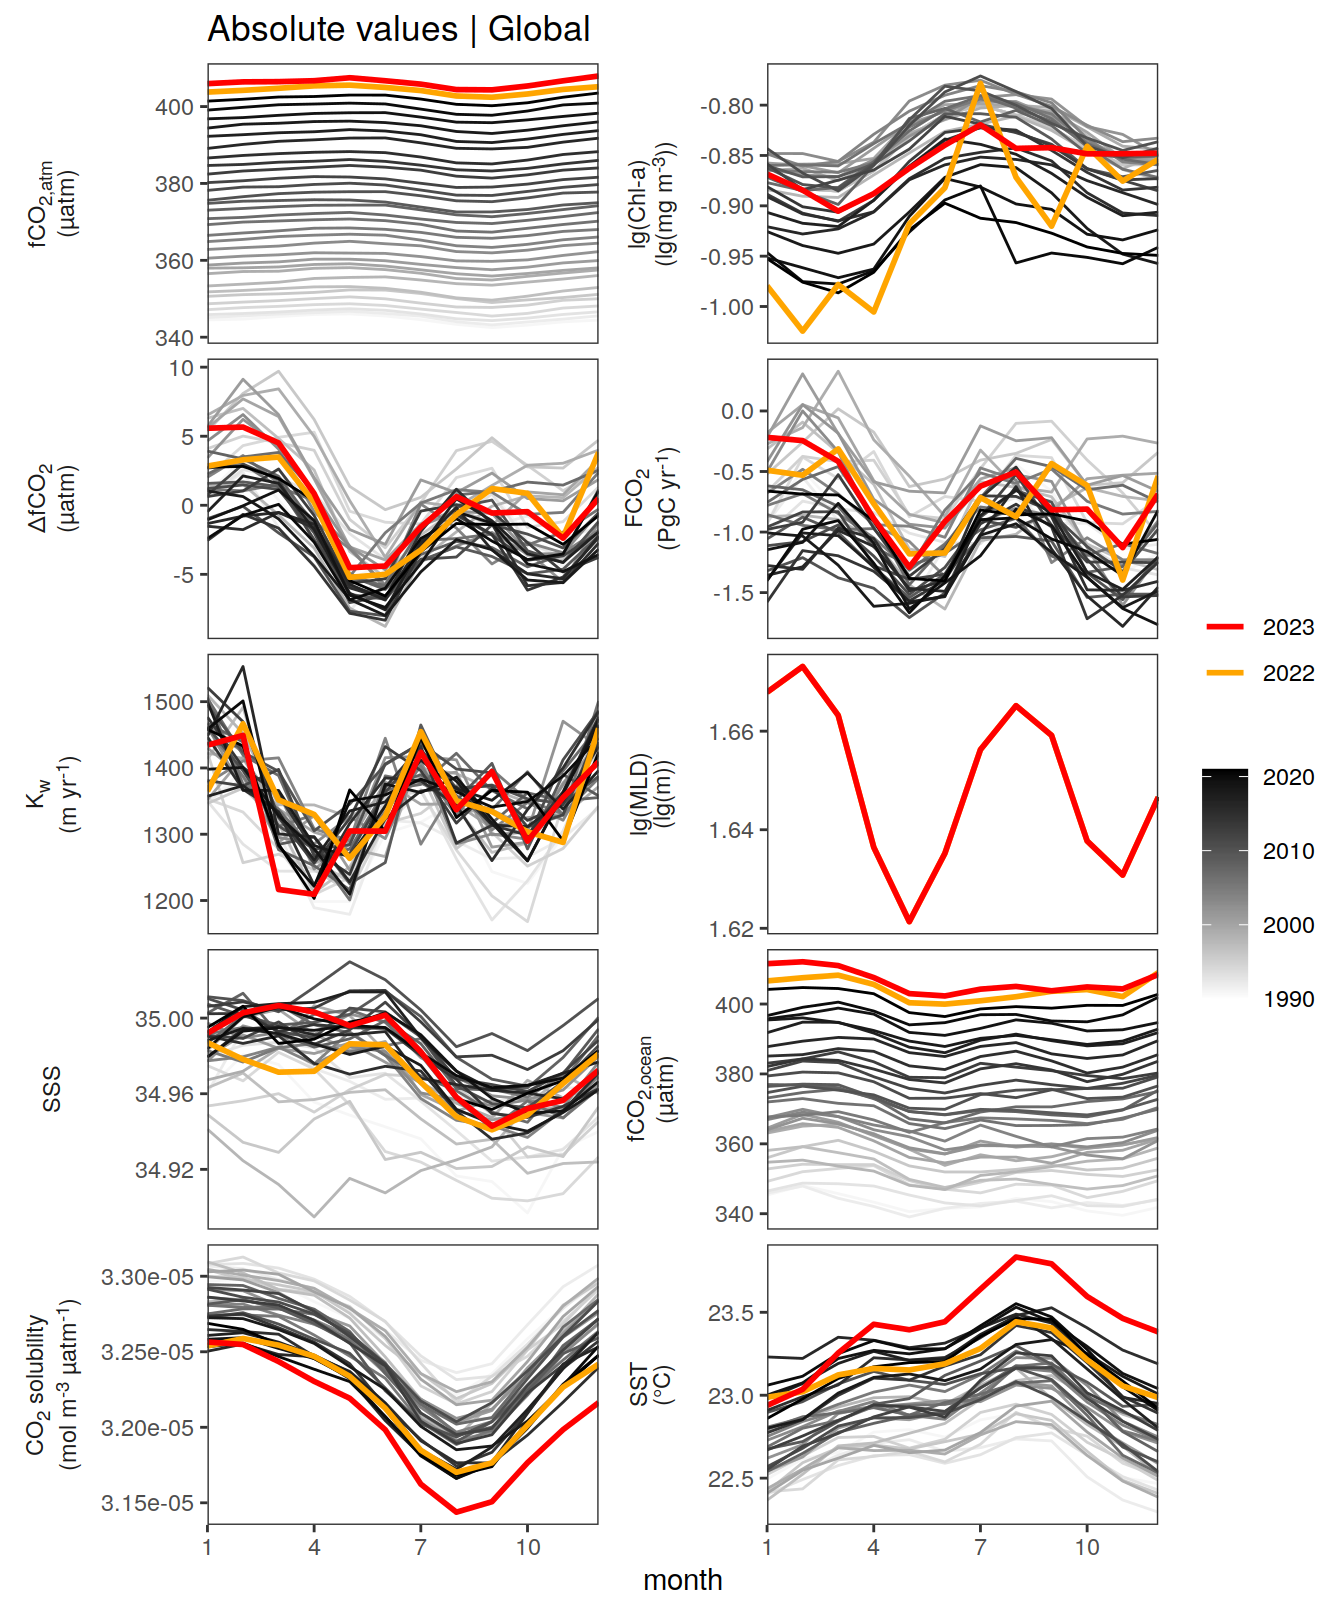 Absolute values | Global
fCO2,atm
(µatm)
400
380
360
340
lg(Chl-a)
(lg(mg m-3))
-0.80
-0.85
-0.90
-0.95
-1.00
ΔfCO2
(µatm)
10
5
0
-5
FCO2
(PgC yr-1)
0.0
-0.5
-1.0
-1.5
Kw
(m yr-1)
1500
1400
1300
1200
lg(MLD)
(lg(m))
1.66
1.64
1.62
SSS
35.00
34.96
34.92
fCO2,ocean
(µatm)
400
380
360
340
CO2 solubility
(mol m-3 µatm-1)
3.30e-05
3.25e-05
3.20e-05
3.15e-05
1
4
7
10
SST
(°C)
23.5
23.0
22.5
1
4
7
10
month
2023
2022
2020
2010
2000
1990